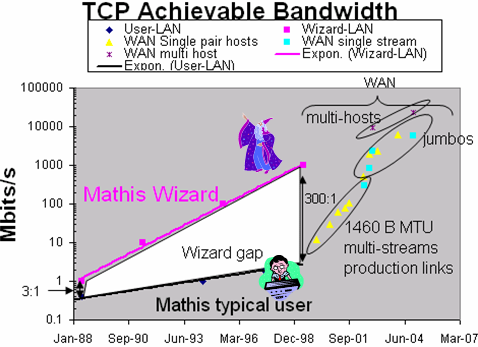 TCP Achievable Bandwidth
User-LAN
Wizard-LAN
WAN Single pair hosts
WAN single stream
WAN multi host
Expon. (Wizard-LAN)
Expon. (User-LAN)
WAN
100000
10000
1000
100
10
1
0.1
Mbits/s
multi-hosts
jumbos
Mathis Wizard
300:1
1460 B MTU
multi-streams
production links
Wizard gap
3:1
Mathis typical user
Jan-88 Sep-90 Jun-93 Mar-96 Dec-98 Sep-01 Jun-04 Mar-07